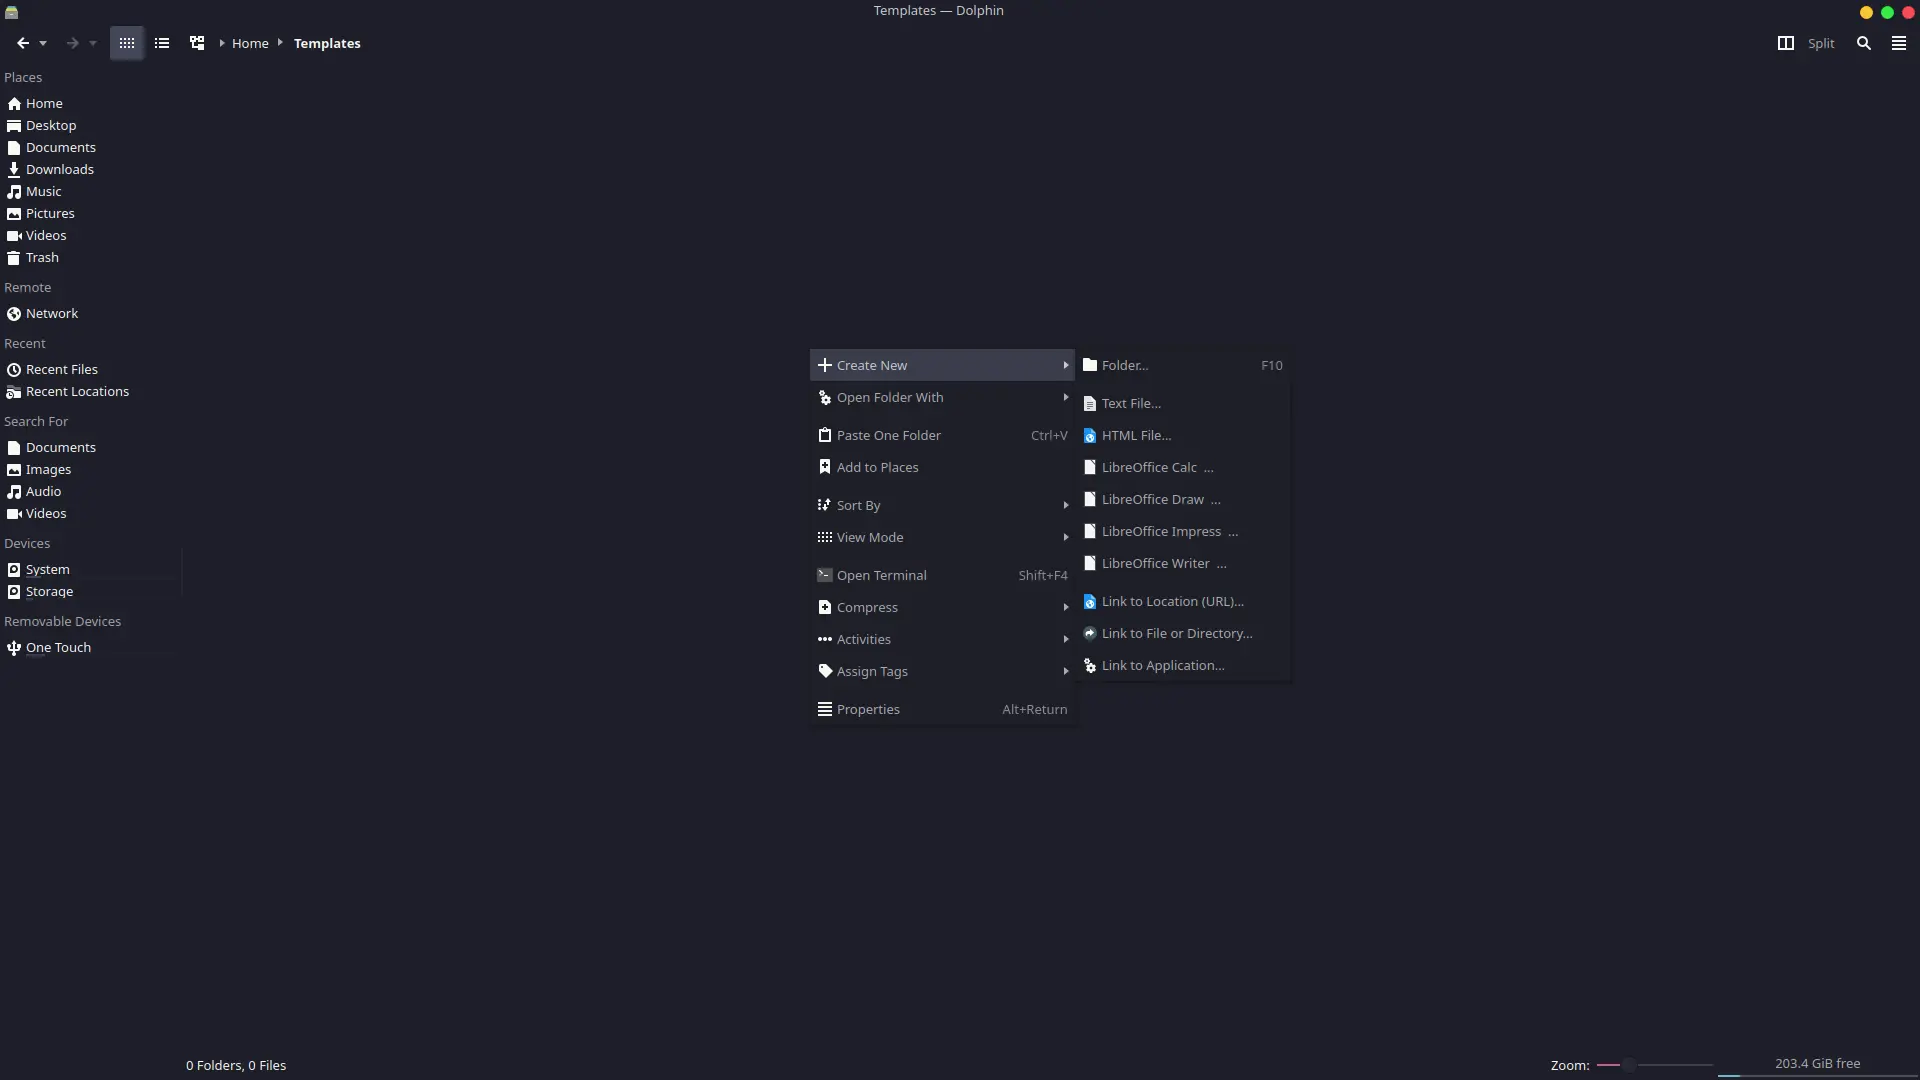 Templates — Dolphin
Home
Templates
Split
Places
Home
Desktop
Documents
Downloads
Music
Pictures
Videos
Trash
Remote
Network
Recent
Recent Files
Recent Locations
Search For
Documents
Images
Audio
Videos
Devices
System
Storage
Removable Devices
One Touch
Create New
Open Folder With
Paste One Folder Ctrl+V
Add to Places
Sort By
View Mode
Open Terminal Shift+F4
Compress
Activities
Assign Tags
Properties Alt+Return
Folder... F10
Text File...
HTML File...
LibreOffice Calc ...
LibreOffice Draw ...
LibreOffice Impress ...
LibreOffice Writer ...
Link to Location (URL)...
Link to File or Directory...
Link to Application...
0 Folders, 0 Files
Zoom:
203.4 GiB free